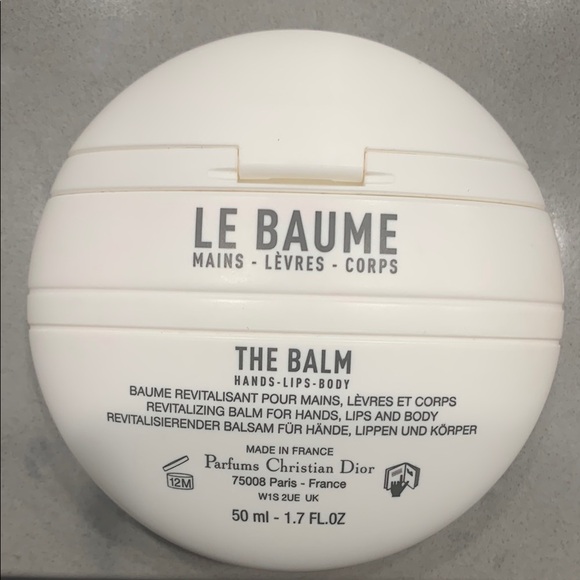 LE BAUME
MAINS - LÈVRES - CORPS
THE BALM
HANDS-LIPS-BODY
BAUME REVITALISANT POUR MAINS, LÈVRES ET CORPS
REVITALIZING BALM FOR HANDS, LIPS AND BODY
REVITALISIERENDER BALSAM FÜR HÄNDE, LIPPEN UND KÖRPER
MADE IN FRANCE
Parfums Christian Dior
12M
75008 Paris - France
W1S 2UE UK
50 ml - 1.7 FL.OZ